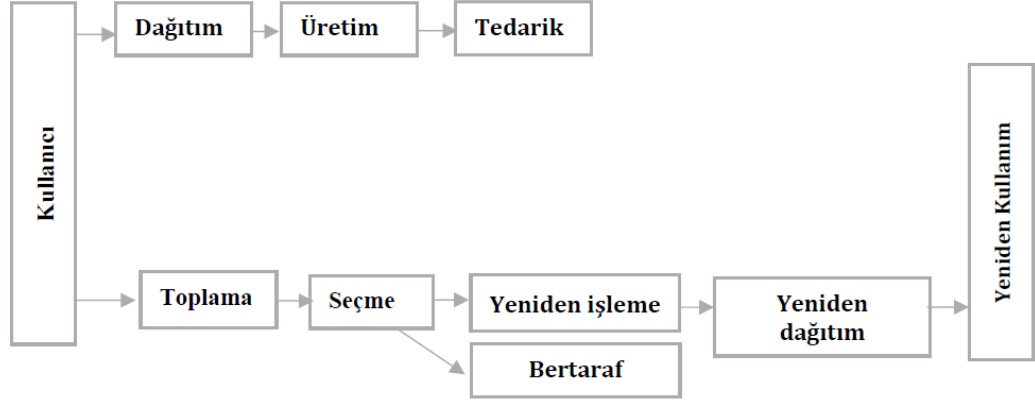 Kullanıcı
Dağıtım
Üretim
Tedarik
Toplama
Seçme
Yeniden işleme
Bertaraf
Yeniden
dağıtım
Yeniden Kullanım